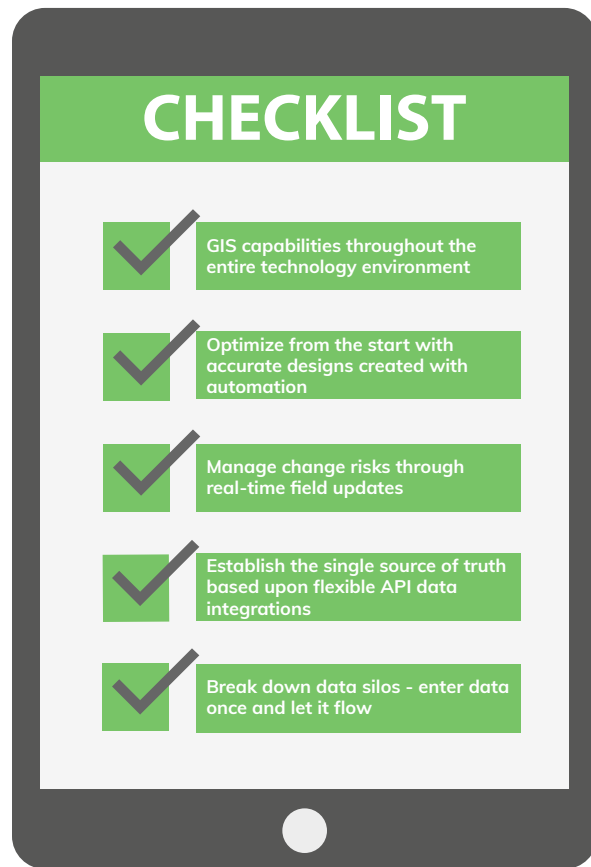 CHECKLIST
GIS capabilities throughout the
entire technology environment
Optimize from the start with
accurate designs created with
automation
Manage change risks through
real-time field updates
Establish the single source of truth
based upon flexible API data
integrations
Break down data silos - enter data
once and let it flow